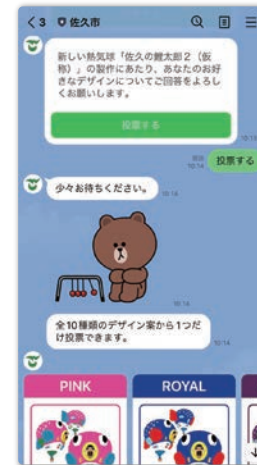 3 佐久市
新しい熱気球「佐久の鯉太郎2（仮
称）」の製作にあたり、あなたのお好
きなデザインについてご回答をよろし
くお願いします。
投票する
投票する
10:14
少々お待ちください。
10:14
10:14
全10種類のデザイン案から1つだ
け投票できます。
10:14
PINK
ROYAL